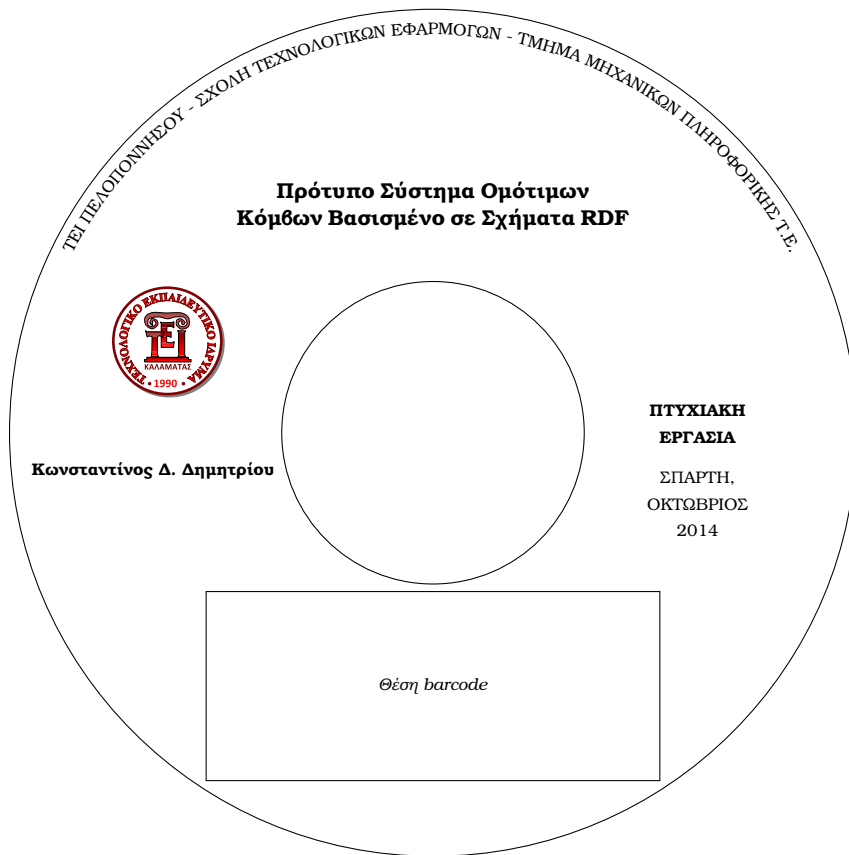 ΤΕΙ ΠΕΛΟΠΟΝΝΗΣΟΥ - ΣΧΟΛΗ ΤΕΧΝΟΛΟΓΙΚΩΝ ΕΦΑΡΜΟΓΩΝ - ΤΜΗΜΑ ΜΗΧΑΝΙΚΩΝ ΠΛΗΡΟΦΟΡΙΚΗΣ Τ.Ε.
Πρότυπο Σύστημα Ομότιμων
Κόμβων Βασισμένο σε Σχήματα RDF
ΤΕΧΝΟΛΟΓΙΚΟ ΕΚΠΑΙΔΕΥΤΙΚΟ ΙΔΡΥΜΑ
ΤΕΙ
ΚΑΛΑΜΑΤΑΣ
• 1990 •
Κωνσταντίνος Δ. Δημητρίου
ΠΤΥΧΙΑΚΗ
ΕΡΓΑΣΙΑ
ΣΠΑΡΤΗ,
ΟΚΤΩΒΡΙΟΣ
2014
Θέση barcode